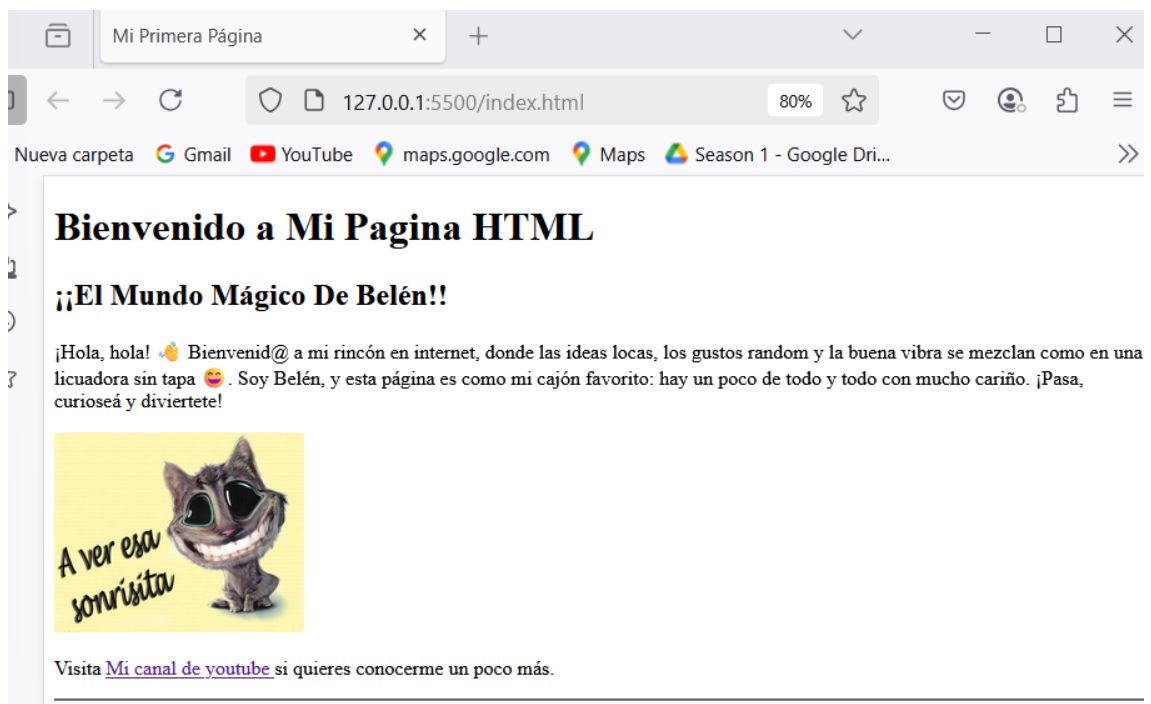 Mi Primera Página
127.0.0.1:5500/index.html
80%
Nueva carpeta
Gmail
YouTube
maps.google.com
Maps
Season 1 - Google Dri...
Bienvenido a Mi Pagina HTML
¡¡El Mundo Mágico De Belén!!
¡Hola, hola! 👋 Bienvenid@ a mi rincón en internet, donde las ideas locas, los gustos random y la buena vibra se mezclan como en una
licuadora sin tapa 😄. Soy Belén, y esta página es como mi cajón favorito: hay un poco de todo y todo con mucho cariño. ¡Pasa,
curioseá y diviertete!
A ver esa
sonrisita
Visita Mi canal de youtube si quieres conocerme un poco más.